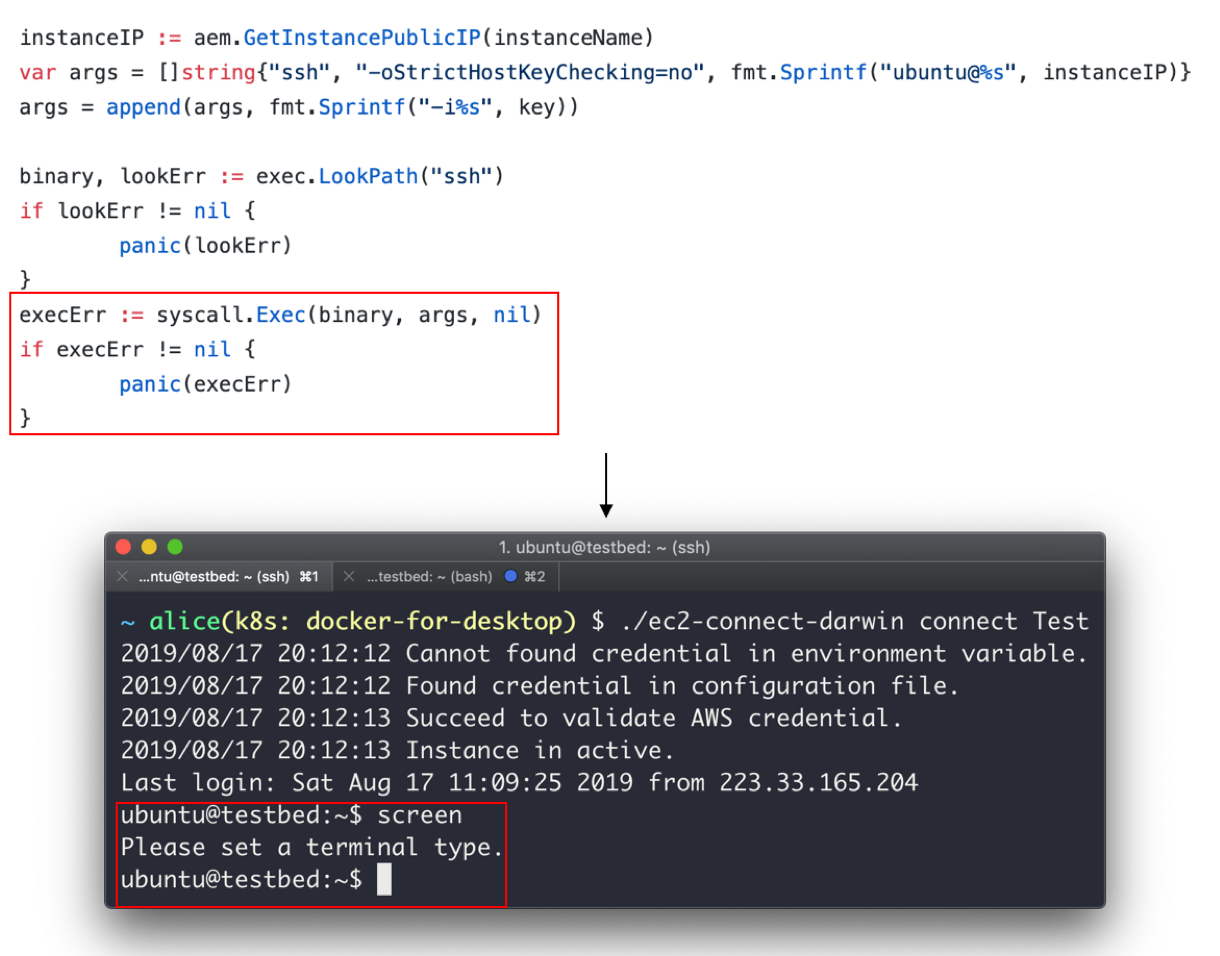 instanceIP := aem.GetInstancePublicIP(instanceName)
var args = []string{"ssh", "-oStrictHostKeyChecking=no", fmt.Sprintf("ubuntu@%s", instanceIP)}
args = append(args, fmt.Sprintf("-i%s", key))

binary, lookErr := exec.LookPath("ssh")
if lookErr != nil {
        panic(lookErr)
}
execErr := syscall.Exec(binary, args, nil)
if execErr != nil {
        panic(execErr)
}
1. ubuntu@testbed: ~ (ssh)
...ntu@testbed: ~ (ssh) ⌘1 ...testbed: ~ (bash) ⌘2
~ alice(k8s: docker-for-desktop) $ ./ec2-connect-darwin connect Test
2019/08/17 20:12:12 Cannot found credential in environment variable.
2019/08/17 20:12:12 Found credential in configuration file.
2019/08/17 20:12:13 Succeed to validate AWS credential.
2019/08/17 20:12:13 Instance in active.
Last login: Sat Aug 17 11:09:25 2019 from 223.33.165.204
ubuntu@testbed:~$ screen
Please set a terminal type.
ubuntu@testbed:~$